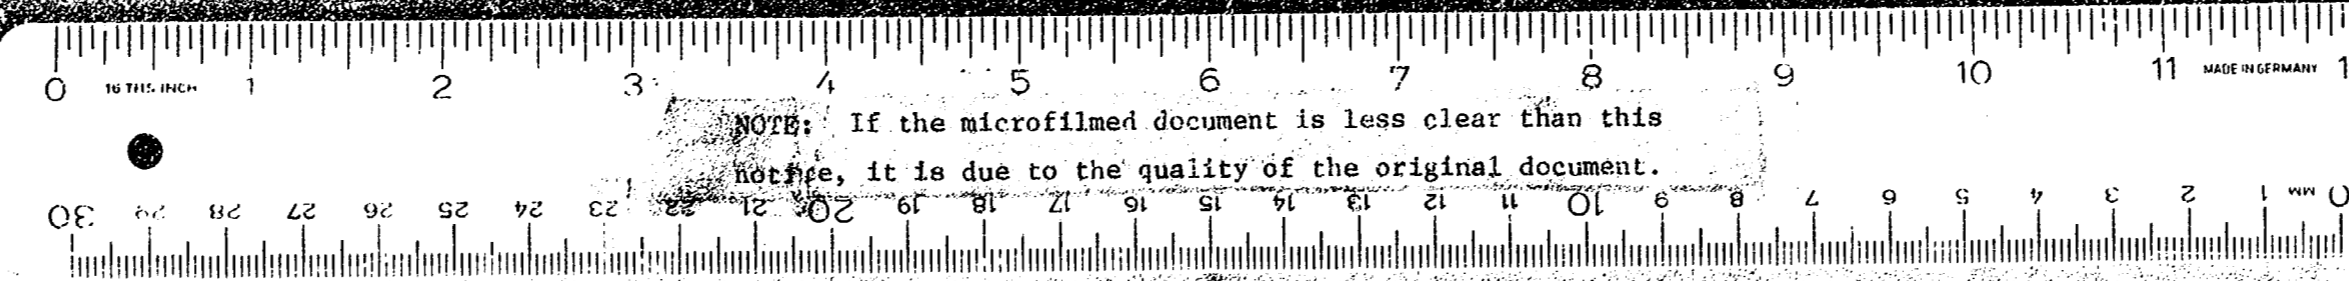 0 16 THS. INCH 1 2 3 4 5 6 7 8 9 10 11 MADE IN GERMANY 1
NOTE: If the microfilmed document is less clear than this
notice, it is due to the quality of the original document.
30 29 28 27 26 25 24 23 22 21 20 19 18 17 16 15 14 13 12 11 10 9 8 7 6 5 4 3 2 1 MM 0